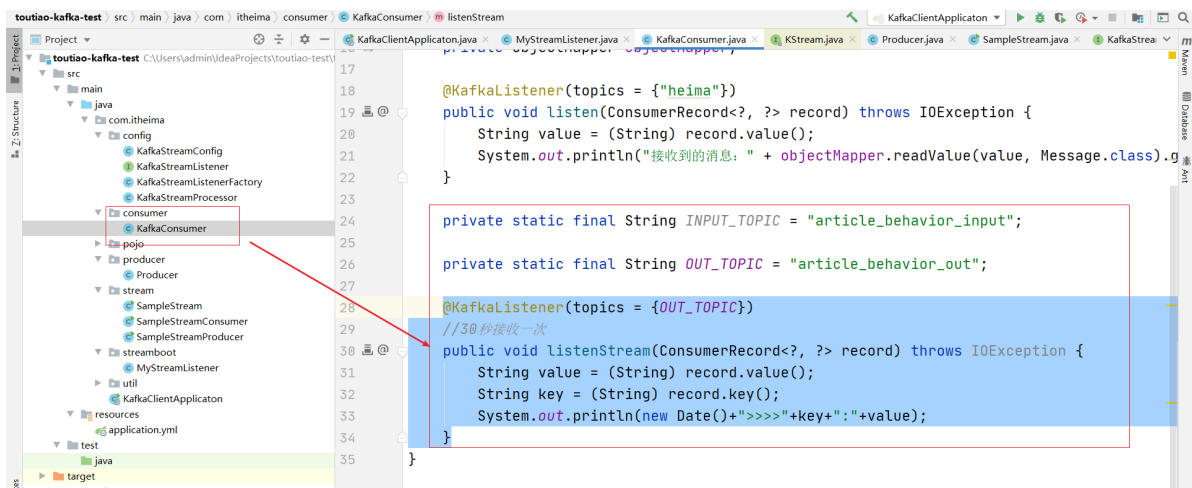 toutiao-kafka-test src main java com itheima consumer KafkaConsumer listenStream KafkaClientApplicaton
Project KafkaClientApplicaton.java MyStreamListener.java KafkaConsumer.java KStream.java Producer.java SampleStream.java KafkaStrea
1: Project
Z: Structure
Maven
Database
Ant
toutiao-kafka-test C:\Users\admin\IdeaProjects\toutiao-test\
src
main
java
com.itheima
config
KafkaStreamConfig
KafkaStreamListener
KafkaStreamListenerFactory
KafkaStreamProcessor
consumer
KafkaConsumer
pojo
producer
Producer
stream
SampleStream
SampleStreamConsumer
SampleStreamProducer
streamboot
MyStreamListener
util
KafkaClientApplicaton
resources
application.yml
test
java
target
private ObjectMapper objectMapper;
17
18 @KafkaListener(topics = {"heima"})
19 public void listen(ConsumerRecord<?, ?> record) throws IOException {
20 String value = (String) record.value();
21 System.out.println("接收到的消息：" + objectMapper.readValue(value, Message.class).g
22 }
23
24 private static final String INPUT_TOPIC = "article_behavior_input";
25
26 private static final String OUT_TOPIC = "article_behavior_out";
27
28 @KafkaListener(topics = {OUT_TOPIC})
29 //30秒接收一次
30 public void listenStream(ConsumerRecord<?, ?> record) throws IOException {
31 String value = (String) record.value();
32 String key = (String) record.key();
33 System.out.println(new Date()+">>>>"+key+":"+value);
34 }
35 }